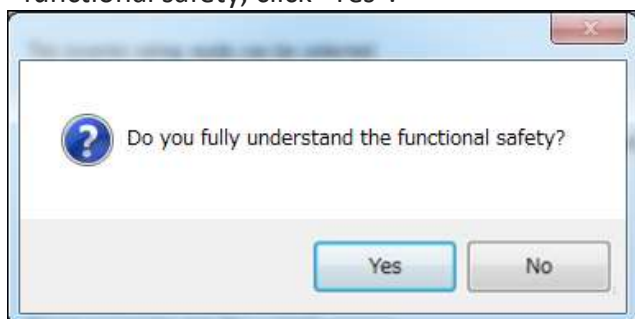 functional safety, click "Yes".
Do you fully understand the functional safety?
Yes
No